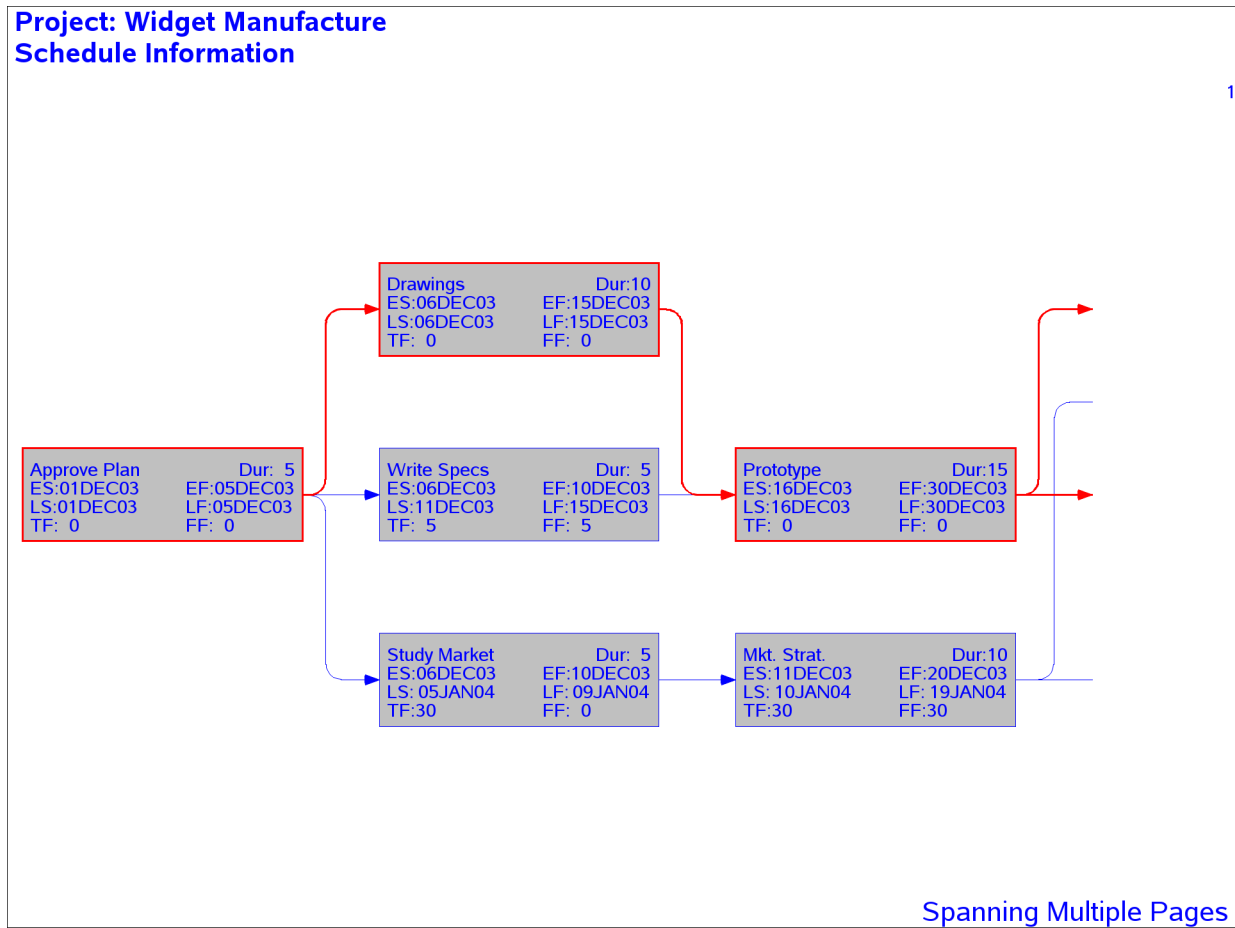 Project: Widget Manufacture
Schedule Information
1
Drawings Dur:10
ES:06DEC03 EF:15DEC03
LS:06DEC03 LF:15DEC03
TF: 0 FF: 0
Approve Plan Dur: 5
ES:01DEC03 EF:05DEC03
LS:01DEC03 LF:05DEC03
TF: 0 FF: 0
Write Specs Dur: 5
ES:06DEC03 EF:10DEC03
LS:11DEC03 LF:15DEC03
TF: 5 FF: 5
Prototype Dur:15
ES:16DEC03 EF:30DEC03
LS:16DEC03 LF:30DEC03
TF: 0 FF: 0
Study Market Dur: 5
ES:06DEC03 EF:10DEC03
LS: 05JAN04 LF: 09JAN04
TF:30 FF: 0
Mkt. Strat. Dur:10
ES:11DEC03 EF:20DEC03
LS: 10JAN04 LF: 19JAN04
TF:30 FF:30
Spanning Multiple Pages